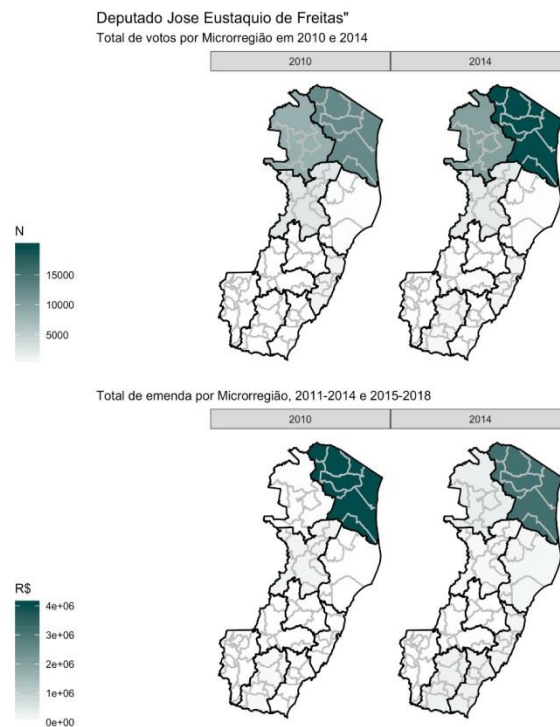 Deputado Jose Eustaquio de Freitas"
Total de votos por Microrregião em 2010 e 2014
2010
2014
N
15000
10000
5000
Total de emenda por Microrregião, 2011-2014 e 2015-2018
2010
2014
R$
4e+06
3e+06
2e+06
1e+06
0e+00